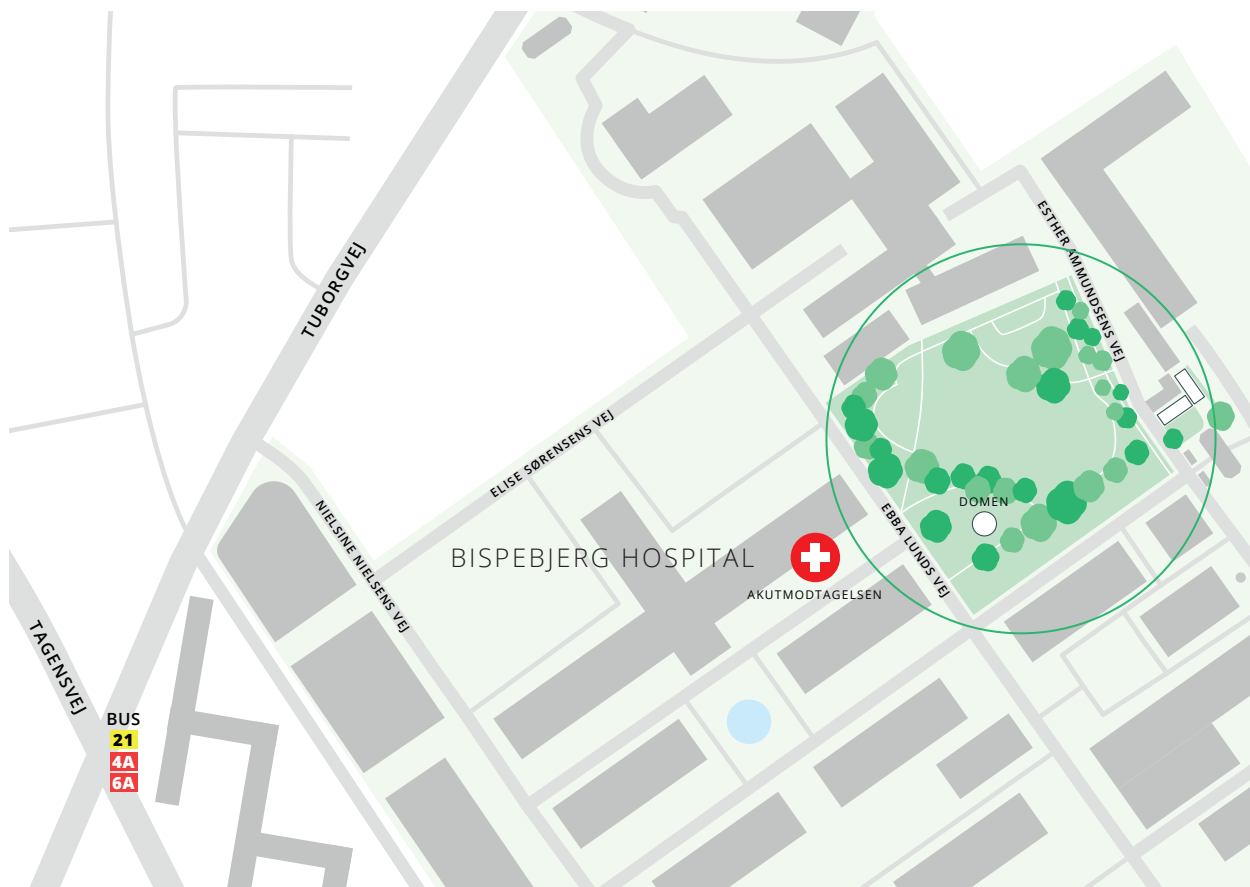 ESTHER AMMUNDSENS VEJ
TUBORGVEJ
ELISE SØRENSENS VEJ
NIELSINE NIELSENS VEJ
DOMEN
EBBA LUNDS VEJ
BISPEBJERG HOSPITAL
AKUTMODTAGELSEN
TAGENSVEJ
BUS
21
4A
6A